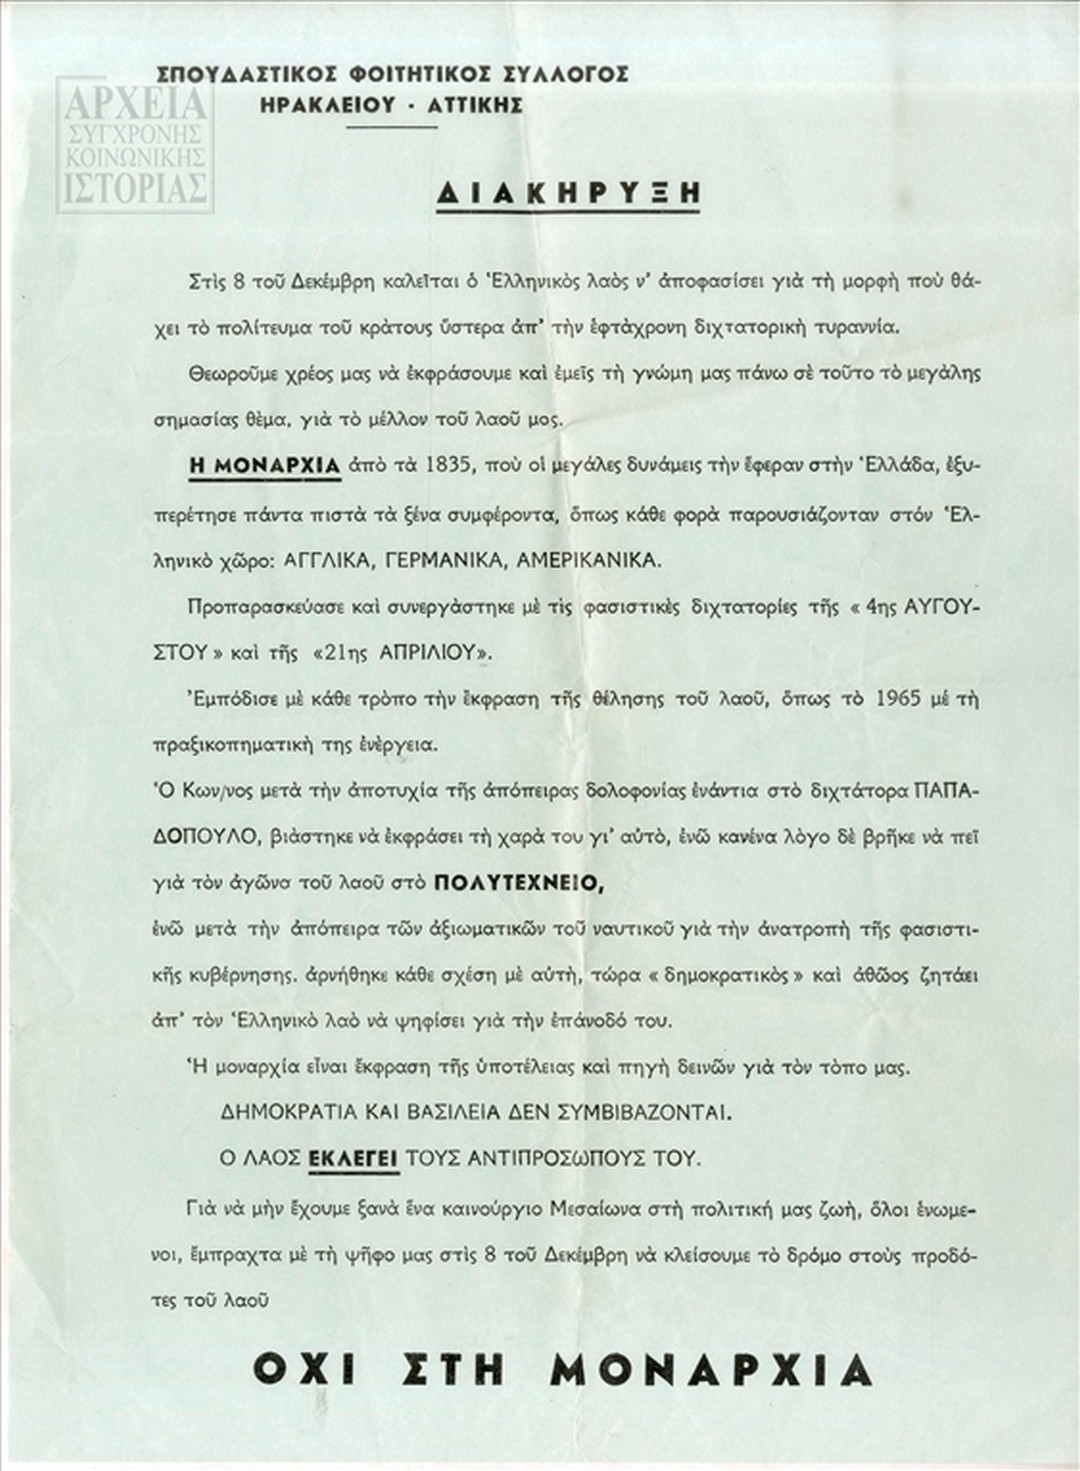 ΣΠΟΥΔΑΣΤΙΚΟΣ ΦΟΙΤΗΤΙΚΟΣ ΣΥΛΛΟΓΟΣ
ΗΡΑΚΛΕΙΟΥ - ΑΤΤΙΚΗΣ
ΑΡΧΕΙΑ
ΣΥΓΧΡΟΝΗΣ
ΚΟΙΝΩΝΙΚΗΣ
ΙΣΤΟΡΙΑΣ
ΔΙΑΚΗΡΥΞΗ
Στὶς 8 τοῦ Δεκέμβρη καλεῖται ὁ Ἑλληνικὸς λαὸς ν' ἀποφασίσει γιὰ τὴ μορφὴ ποὺ θἀ-
χει τὸ πολίτευμα τοῦ κράτους ὕστερα ἀπ' τὴν ἑφτάχρονη διχτατορικὴ τυραννία.
Θεωροῦμε χρέος μας νὰ ἐκφράσουμε καὶ ἐμεῖς τὴ γνώμη μας πάνω σὲ τοῦτο τὸ μεγάλης
σημασίας θέμα, γιὰ τὸ μέλλον τοῦ λαοῦ μος.
Η ΜΟΝΑΡΧΙΑ ἀπὸ τὰ 1835, ποὺ οἱ μεγάλες δυνάμεις τὴν ἔφεραν στὴν Ἑλλάδα, ἐξυ-
περέτησε πάντα πιστὰ τὰ ξένα συμφέροντα, ὅπως κάθε φορὰ παρουσιάζονταν στόν Ἑλ-
ληνικὸ χῶρο: ΑΓΓΛΙΚΑ, ΓΕΡΜΑΝΙΚΑ, ΑΜΕΡΙΚΑΝΙΚΑ.
Προπαρασκεύασε καὶ συνεργάστηκε μὲ τὶς φασιστικὲς διχτατορίες τῆς « 4ης ΑΥΓΟΥ-
ΣΤΟΥ » καὶ τῆς «21ης ΑΠΡΙΛΙΟΥ».
Ἐμπόδισε μὲ κάθε τρόπο τὴν ἔκφραση τῆς θέλησης τοῦ λαοῦ, ὅπως τὸ 1965 μέ τὴ
πραξικοπηματικὴ της ἐνέργεια.
Ὁ Κων/νος μετὰ τὴν ἀποτυχία τῆς ἀπόπειρας δολοφονίας ἐνάντια στὸ διχτάτορα ΠΑΠΑ-
ΔΟΠΟΥΛΟ, βιάστηκε νὰ ἐκφράσει τὴ χαρὰ του γι' αὐτὸ, ἐνῶ κανένα λόγο δὲ βρῆκε νὰ πεῖ
γιὰ τὸν ἀγῶνα τοῦ λαοῦ στὸ ΠΟΛΥΤΕΧΝΕΙΟ,
ἐνῶ μετὰ τὴν ἀπόπειρα τῶν ἀξιωματικῶν τοῦ ναυτικοῦ γιὰ τὴν ἀνατροπὴ τῆς φασιστι-
κῆς κυβέρνησης. ἀρνήθηκε κάθε σχέση μὲ αὐτὴ, τώρα « δημοκρατικὸς » καὶ ἀθῶος ζητάει
ἀπ' τὸν Ἑλληνικὸ λαὸ νὰ ψηφίσει γιὰ τὴν ἐπάνοδό του.
Ἡ μοναρχία εἶναι ἔκφραση τῆς ὑποτέλειας καὶ πηγὴ δεινῶν γιὰ τὸν τόπο μας.
ΔΗΜΟΚΡΑΤΙΑ ΚΑΙ ΒΑΣΙΛΕΙΑ ΔΕΝ ΣΥΜΒΙΒΑΖΟΝΤΑΙ.
Ο ΛΑΟΣ ΕΚΛΕΓΕΙ ΤΟΥΣ ΑΝΤΙΠΡΟΣΩΠΟΥΣ ΤΟΥ.
Γιὰ νὰ μὴν ἔχουμε ξανὰ ἕνα καινούργιο Μεσαίωνα στὴ πολιτική μας ζωὴ, ὅλοι ἑνωμέ-
νοι, ἔμπραχτα μὲ τὴ ψῆφο μας στὶς 8 τοῦ Δεκέμβρη νὰ κλείσουμε τὸ δρόμο στοὺς προδό-
τες τοῦ λαοῦ
ΟΧΙ ΣΤΗ ΜΟΝΑΡΧΙΑ